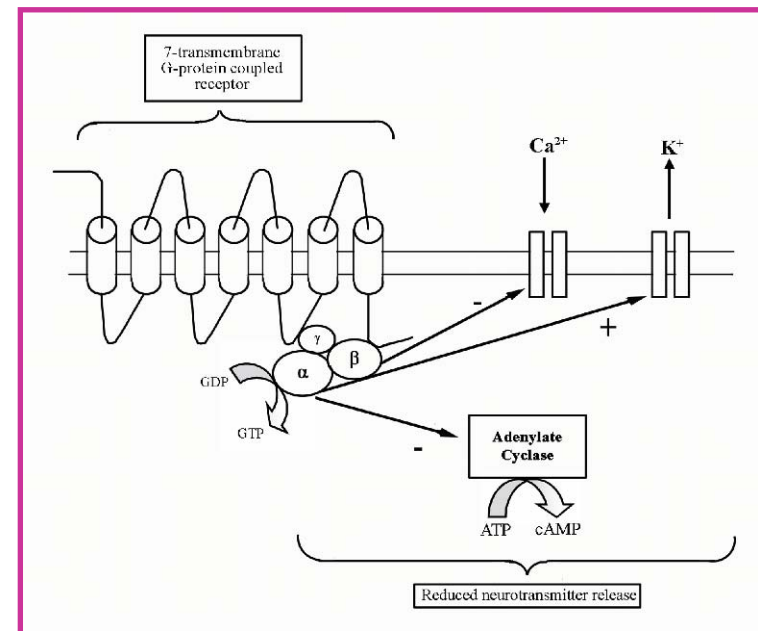 7-transmembrane
G-protein coupled
receptor
Ca²⁺
K⁺
-
+
γ
β
α
GDP
GTP
-
Adenylate
Cyclase
ATP cAMP
Reduced neurotransmitter release